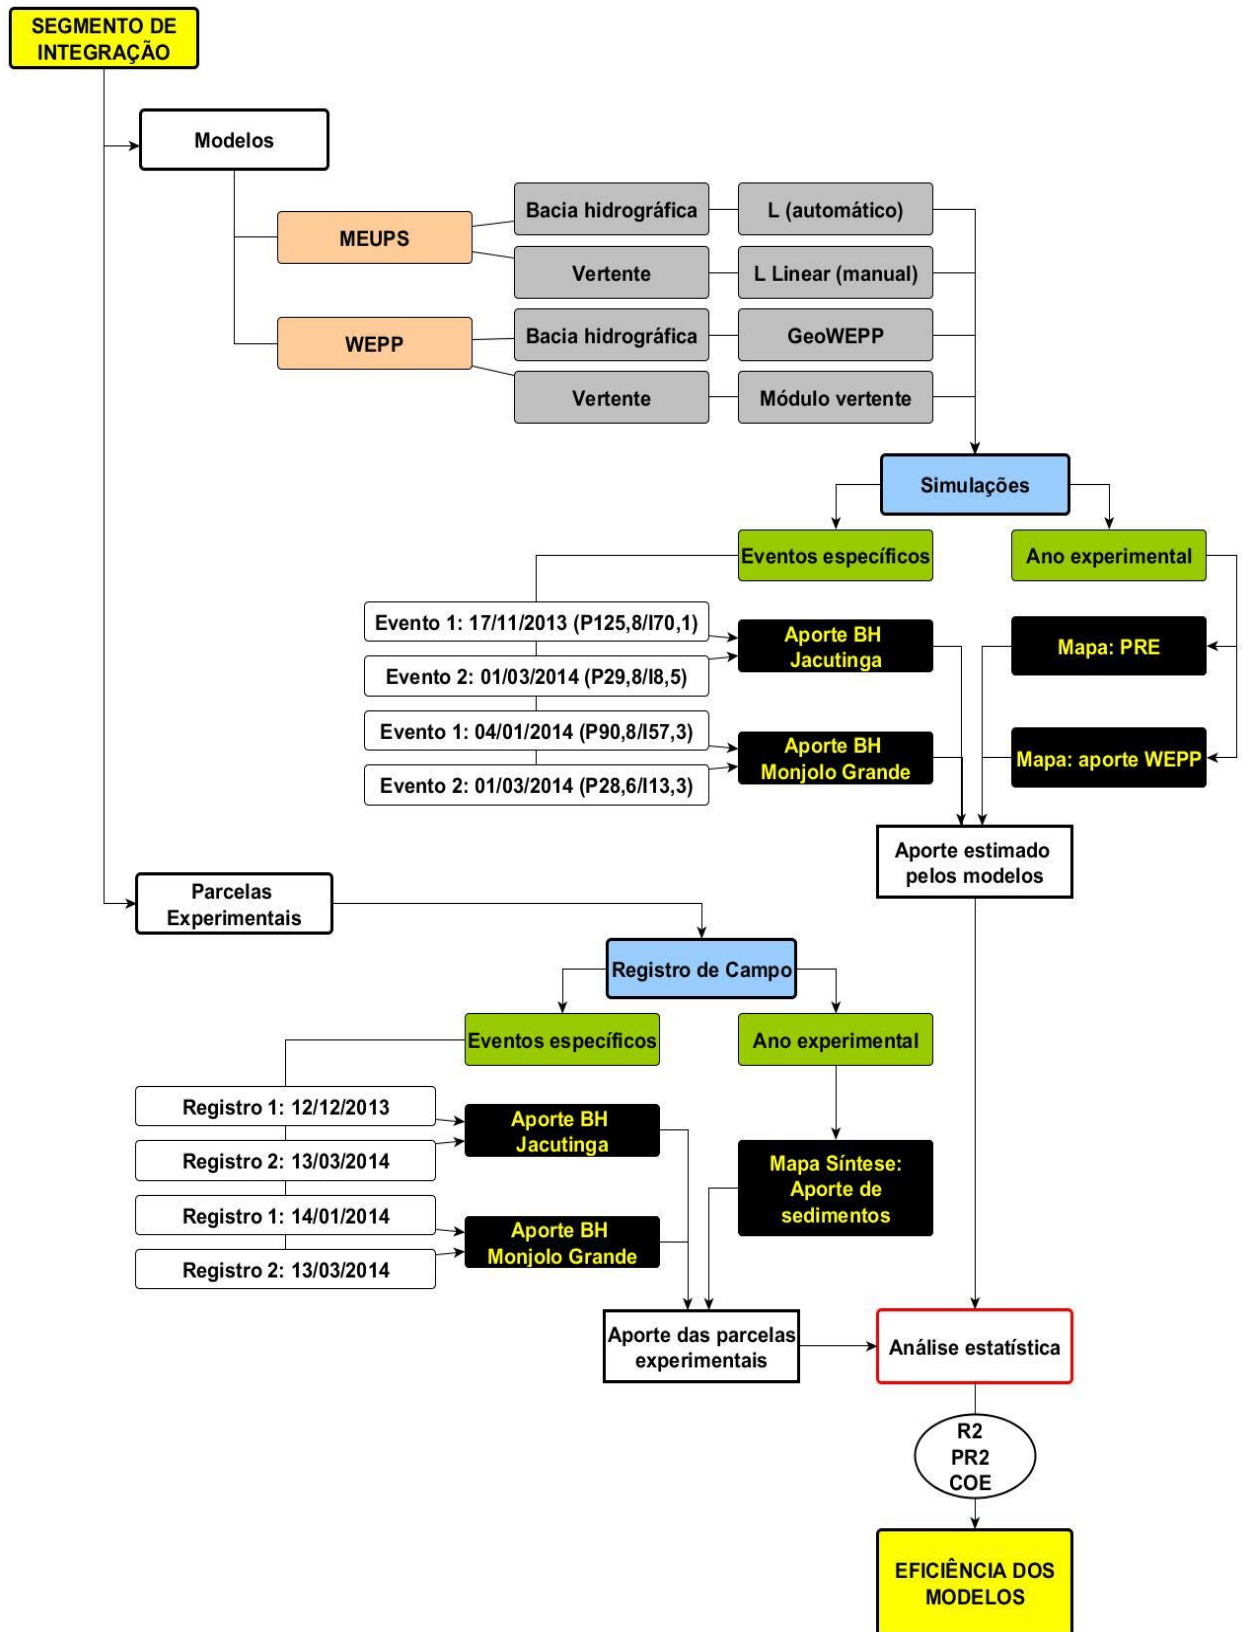 SEGMENTO DE
INTEGRAÇÃO
Modelos
MEUPS
Bacia hidrográfica
L (automático)
Vertente
L Linear (manual)
WEPP
Bacia hidrográfica
GeoWEPP
Vertente
Módulo vertente
Simulações
Eventos específicos
Ano experimental
Evento 1: 17/11/2013 (P125,8/I70,1)
Evento 2: 01/03/2014 (P29,8/I8,5)
Aporte BH
Jacutinga
Mapa: PRE
Evento 1: 04/01/2014 (P90,8/I57,3)
Evento 2: 01/03/2014 (P28,6/I13,3)
Aporte BH
Monjolo Grande
Mapa: aporte WEPP
Aporte estimado
pelos modelos
Parcelas
Experimentais
Registro de Campo
Eventos específicos
Ano experimental
Registro 1: 12/12/2013
Registro 2: 13/03/2014
Aporte BH
Jacutinga
Mapa Síntese:
Aporte de
sedimentos
Registro 1: 14/01/2014
Registro 2: 13/03/2014
Aporte BH
Monjolo Grande
Aporte das parcelas
experimentais
Análise estatística
R2
PR2
COE
EFICIÊNCIA DOS
MODELOS